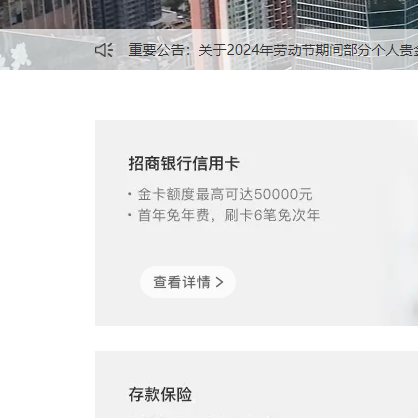 重要公告：关于2024年劳动节期间部分个人贵
招商银行信用卡
• 金卡额度最高可达50000元
• 首年免年费，刷卡6笔免次年
查看详情 >
存款保险